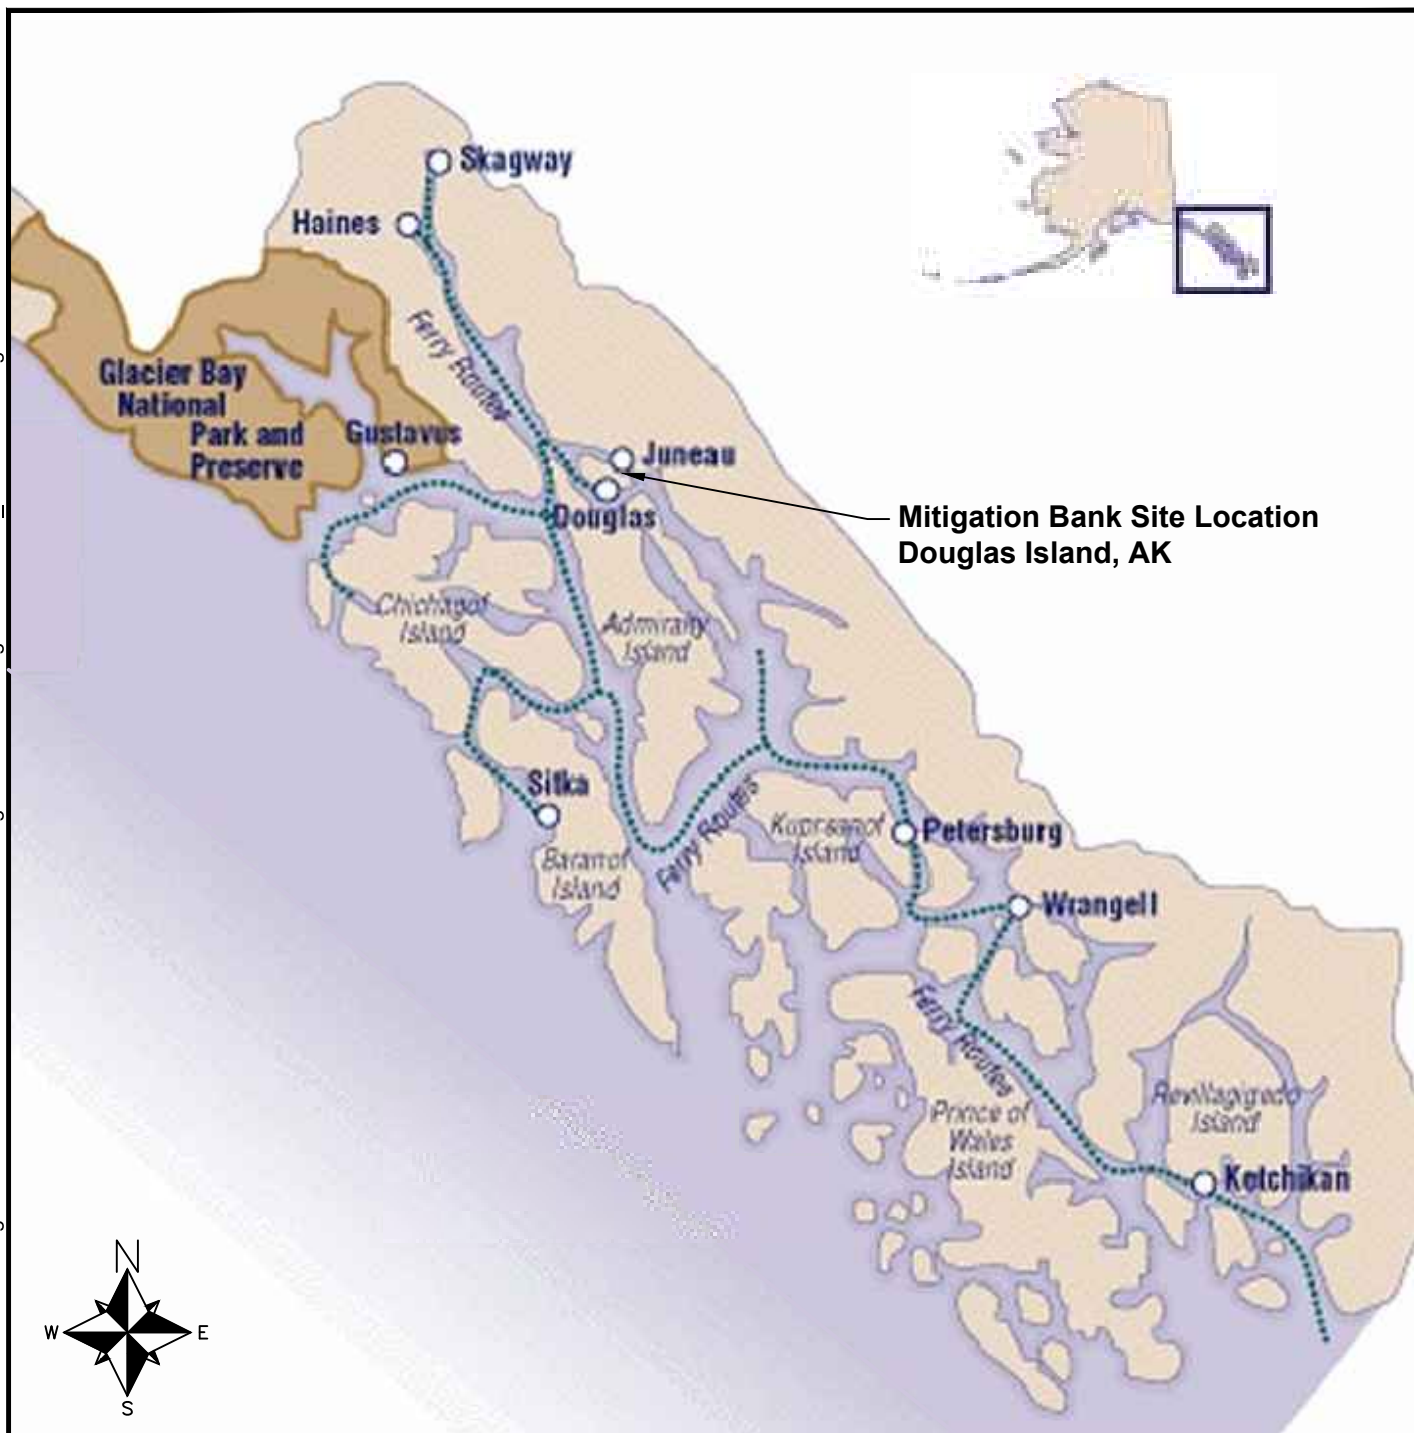 Skagway
Haines
Ferry Routes
Glacier Bay
National
Park and
Preserve
Gustavus
Juneau
Douglas
Mitigation Bank Site Location
Douglas Island, AK
Chichagof
Island
Admiralty
Island
Sitka
Baranof
Island
Ferry Routes
Kupreanof
Island
Petersburg
Wrangell
Ferry Routes
Prince of
Wales
Island
Revillagigedo
Island
Ketchikan
N
W
E
S